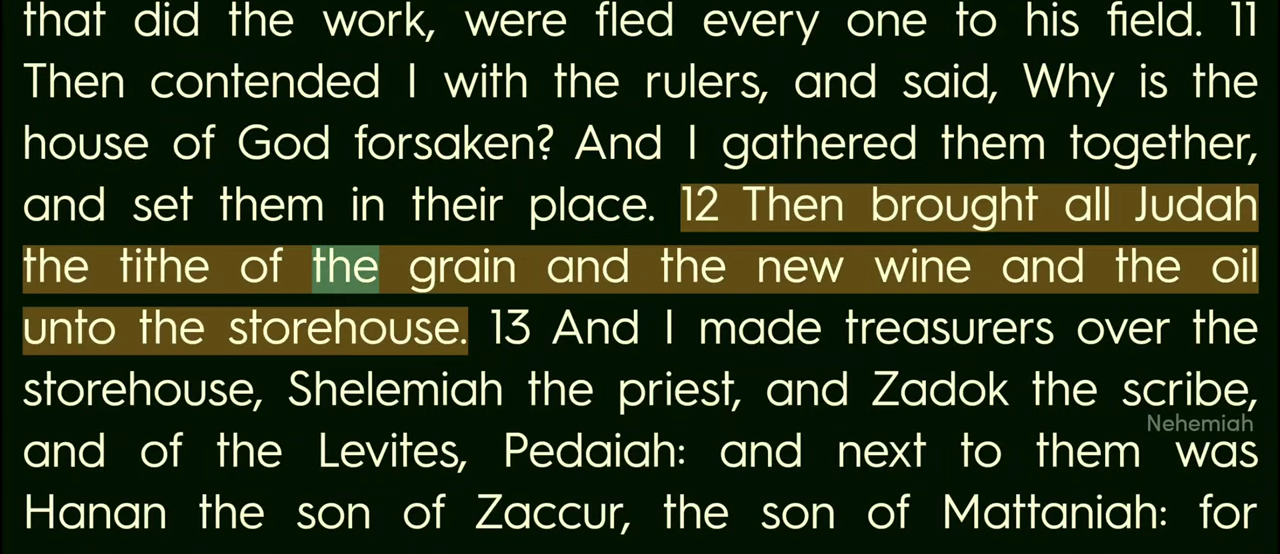 that did the work, were fled every one to his field. 11
Then contended I with the rulers, and said, Why is the
house of God forsaken? And I gathered them together,
and set them in their place. 12 Then brought all Judah
the tithe of the grain and the new wine and the oil
unto the storehouse. 13 And I made treasurers over the
storehouse, Shelemiah the priest, and Zadok the scribe,
Nehemiah
and of the Levites, Pedaiah: and next to them was
Hanan the son of Zaccur, the son of Mattaniah: for